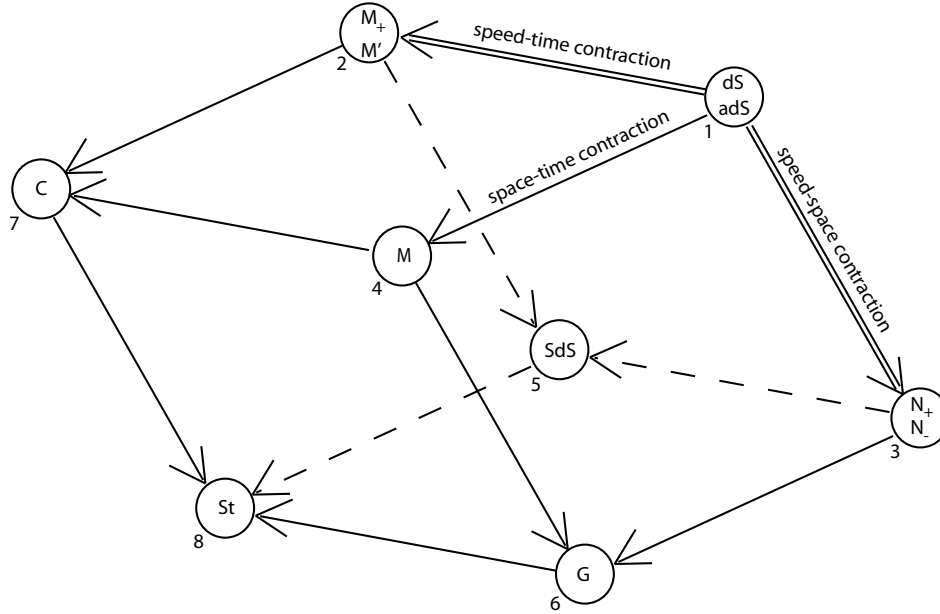 M₊
M′
2
speed-time contraction
dS
adS
1
space-time contraction
speed-space contraction
C
7
M
4
SdS
5
N₊
N₋
3
St
8
G
6